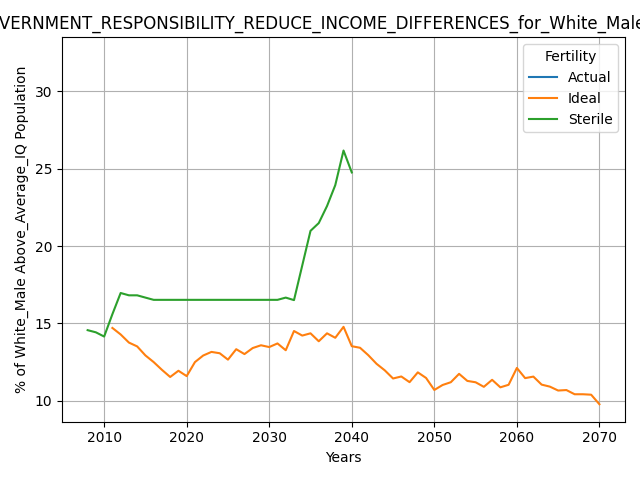 VERNMENT_RESPONSIBILITY_REDUCE_INCOME_DIFFERENCES_for_White_Male
Fertility
Actual
Ideal
Sterile
% of White_Male Above_Average_IQ Population
30
25
20
15
10
2010 2020 2030 2040 2050 2060 2070
Years